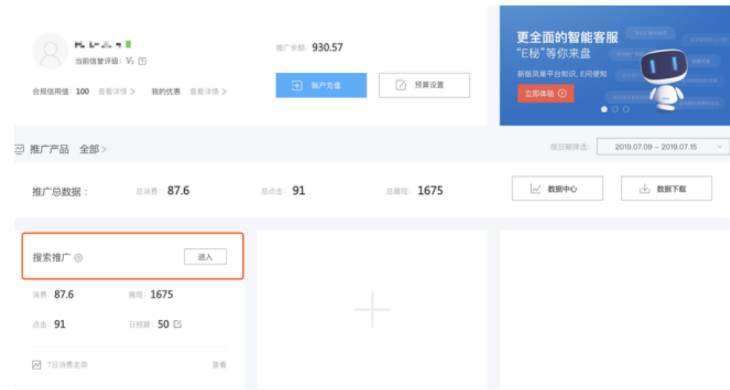 当前信誉评级: V₁
合规信用值: 100 查看详情 > 我的优惠 查看详情 >
推广余额: 930.57
账户充值 预算设置
更全面的智能客服
“E秘”等你来盘
新版凤巢平台知识, E问便知
立即体验
推广产品 全部 >
按日期筛选: 2019.07.09 – 2019.07.15
推广总数据: 总消费: 87.6 总点击: 91 总展现: 1675 数据中心 数据下载
搜索推广 进入
消费: 87.6 展现: 1675
点击: 91 日预算: 50
7日消费走势 查看